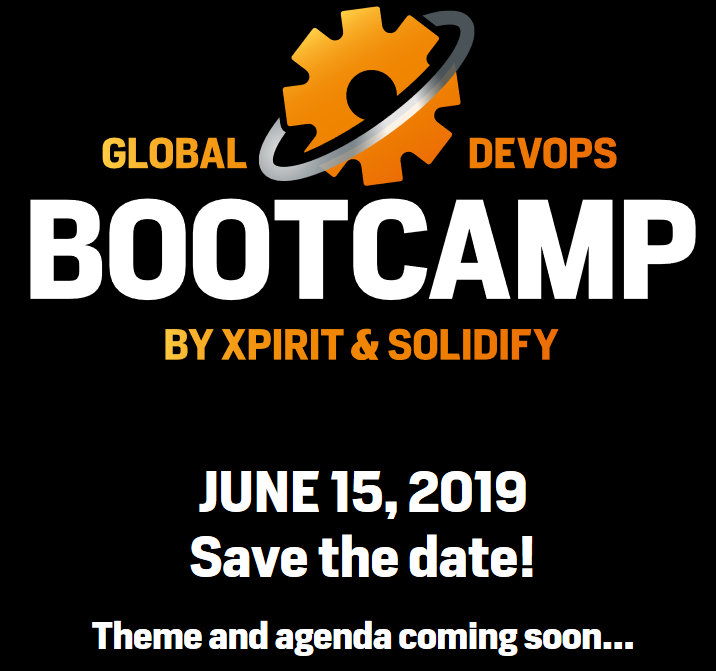 GLOBAL DEVOPS
BOOTCAMP
BY XPIRIT & SOLIDIFY
JUNE 15, 2019
Save the date!
Theme and agenda coming soon...